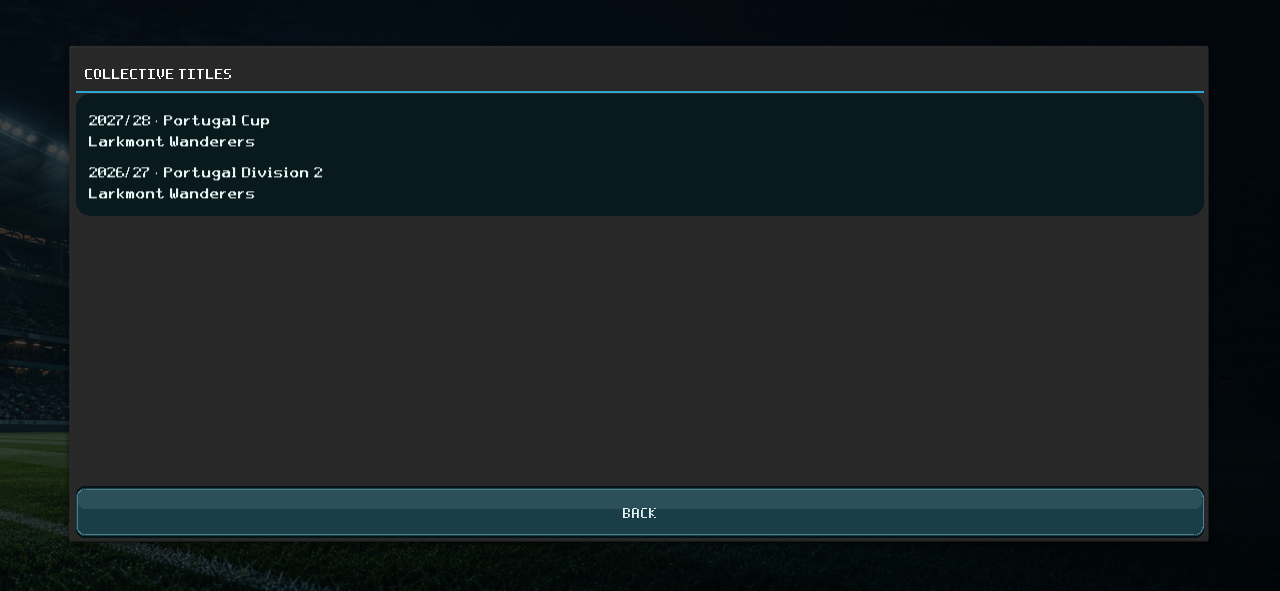 COLLECTIVE TITLES
2027/28 · Portugal Cup
Larkmont Wanderers
2026/27 · Portugal Division 2
Larkmont Wanderers
BACK